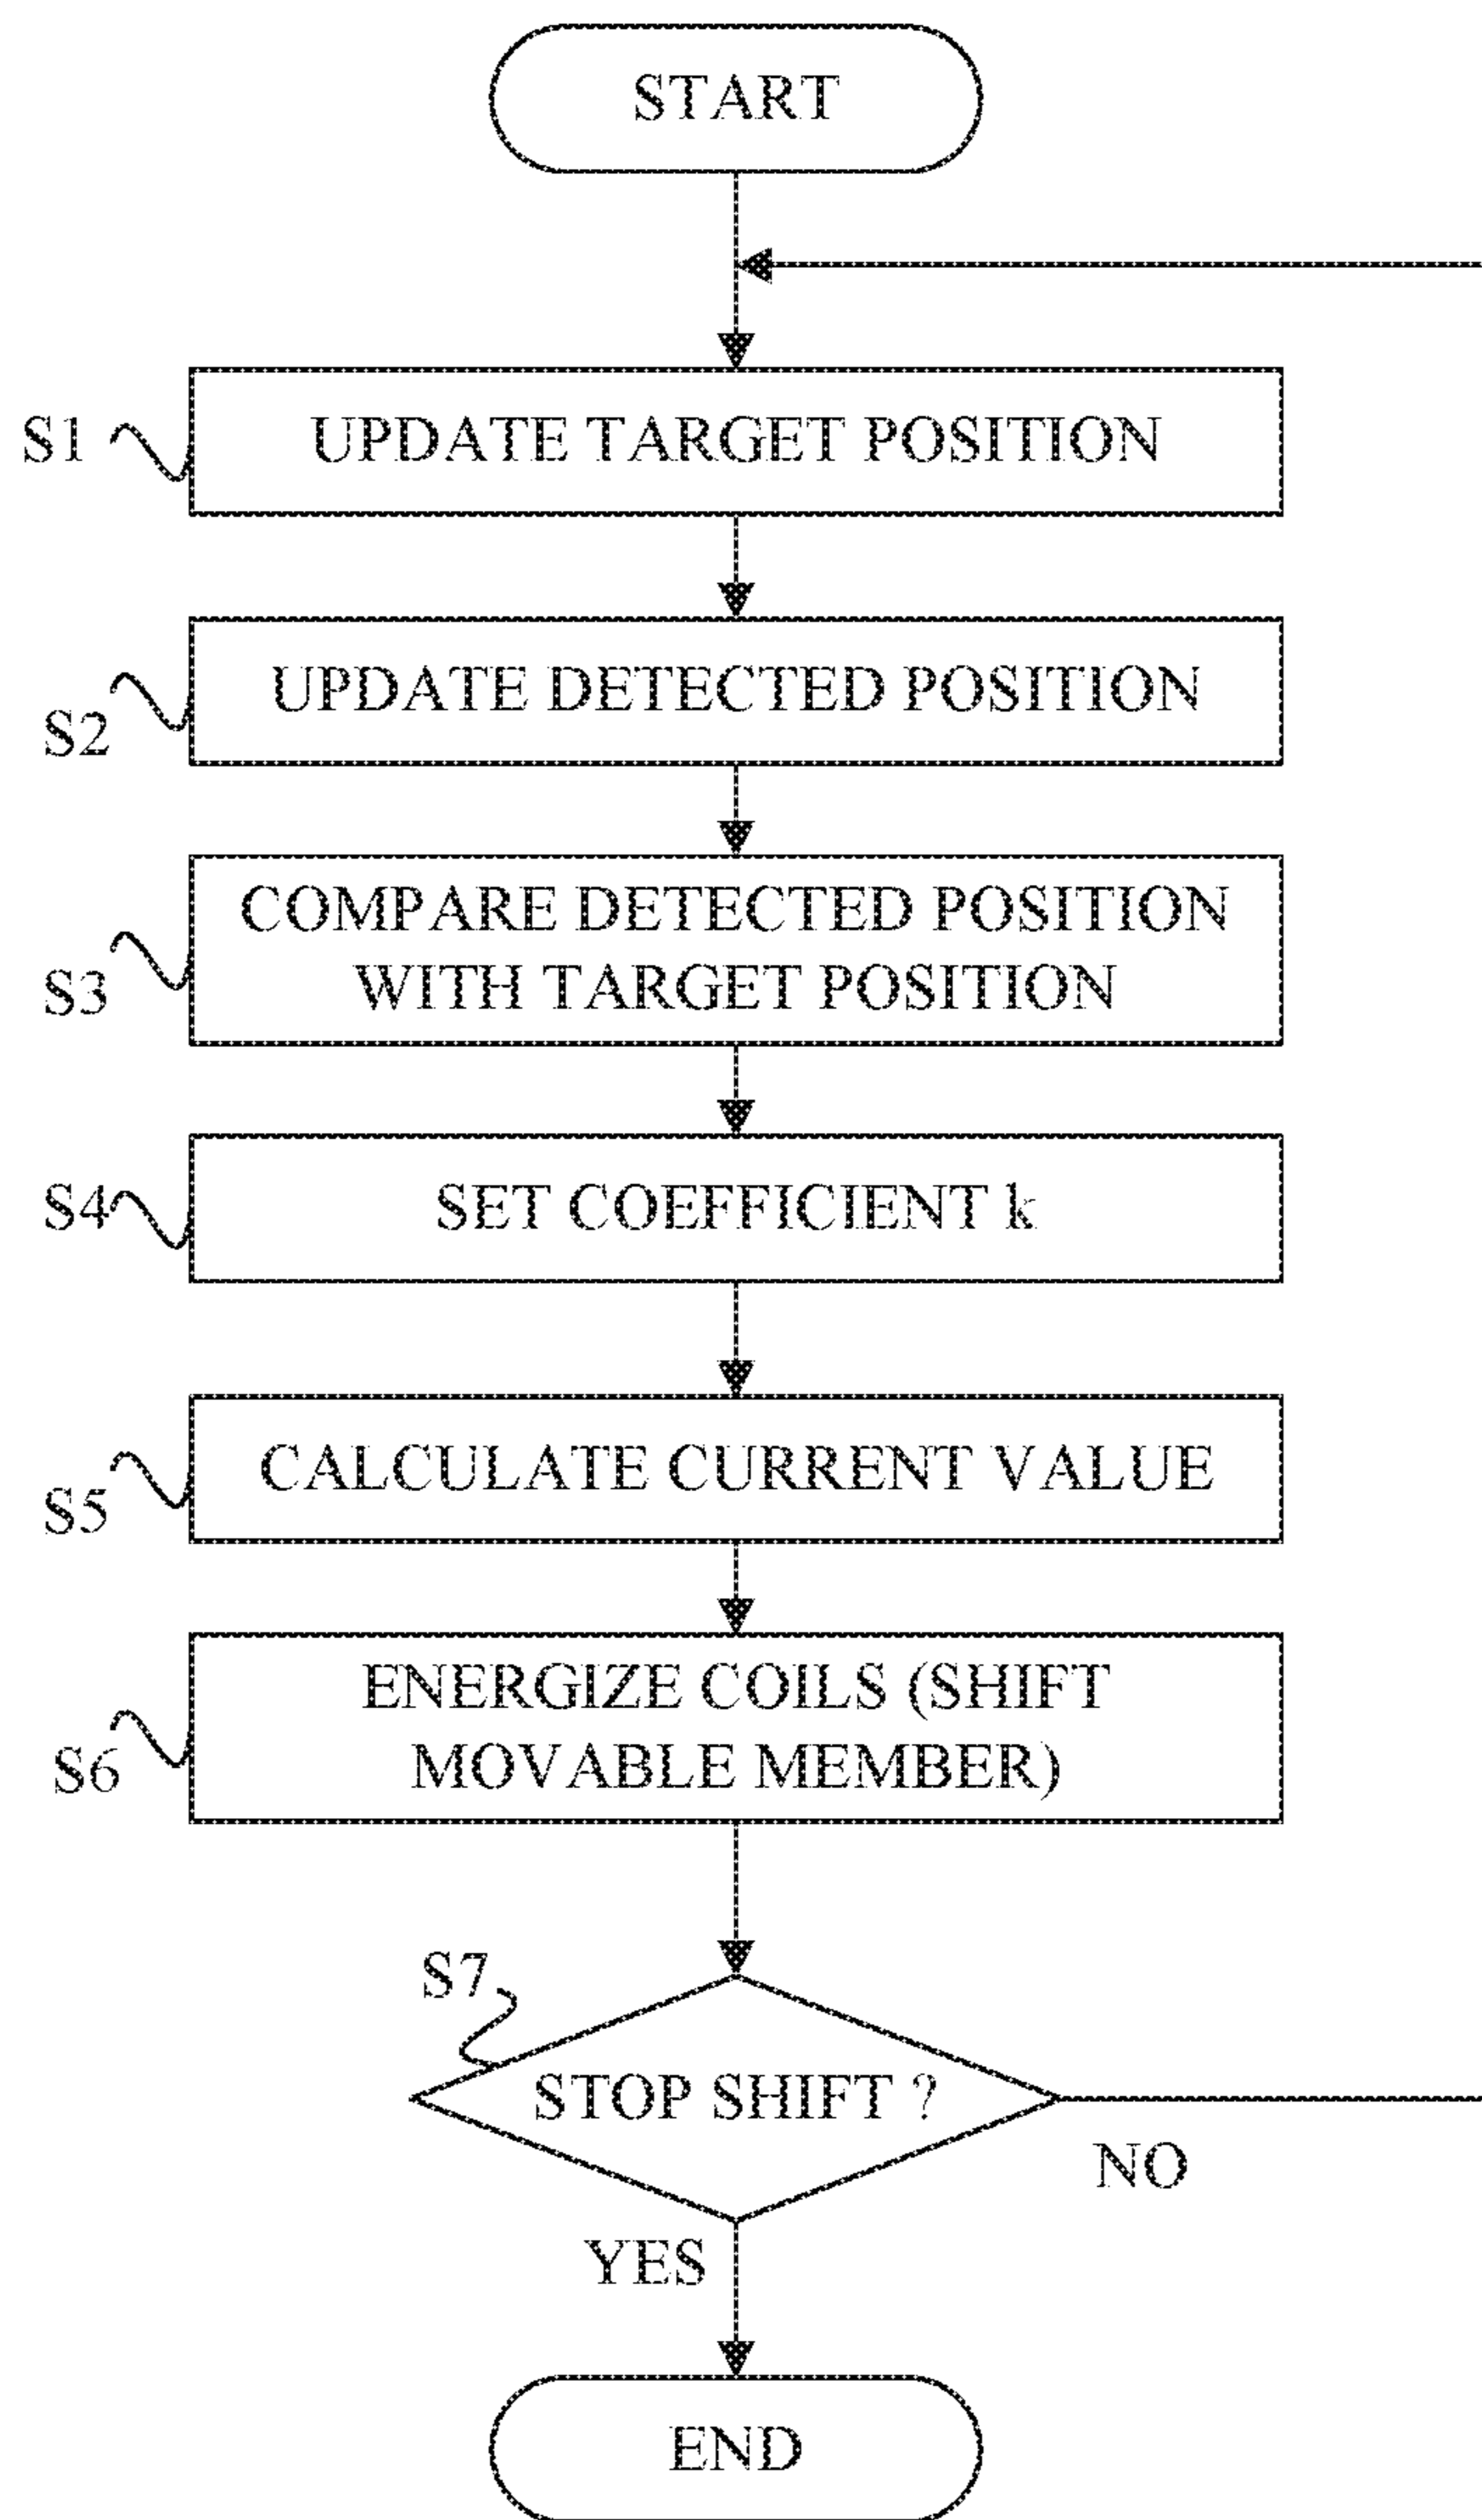 START
S1
UPDATE TARGET POSITION
UPDATE DETECTED POSITION
S2
COMPARE DETECTED POSITION
WITH TARGET POSITION
S3
S4
SET COEFFICIENT k
CALCULATE CURRENT VALUE
S5
ENERGIZE COILS (SHIFT
MOVABLE MEMBER)
S6
S7
STOP SHIFT ?
NO
YES
END